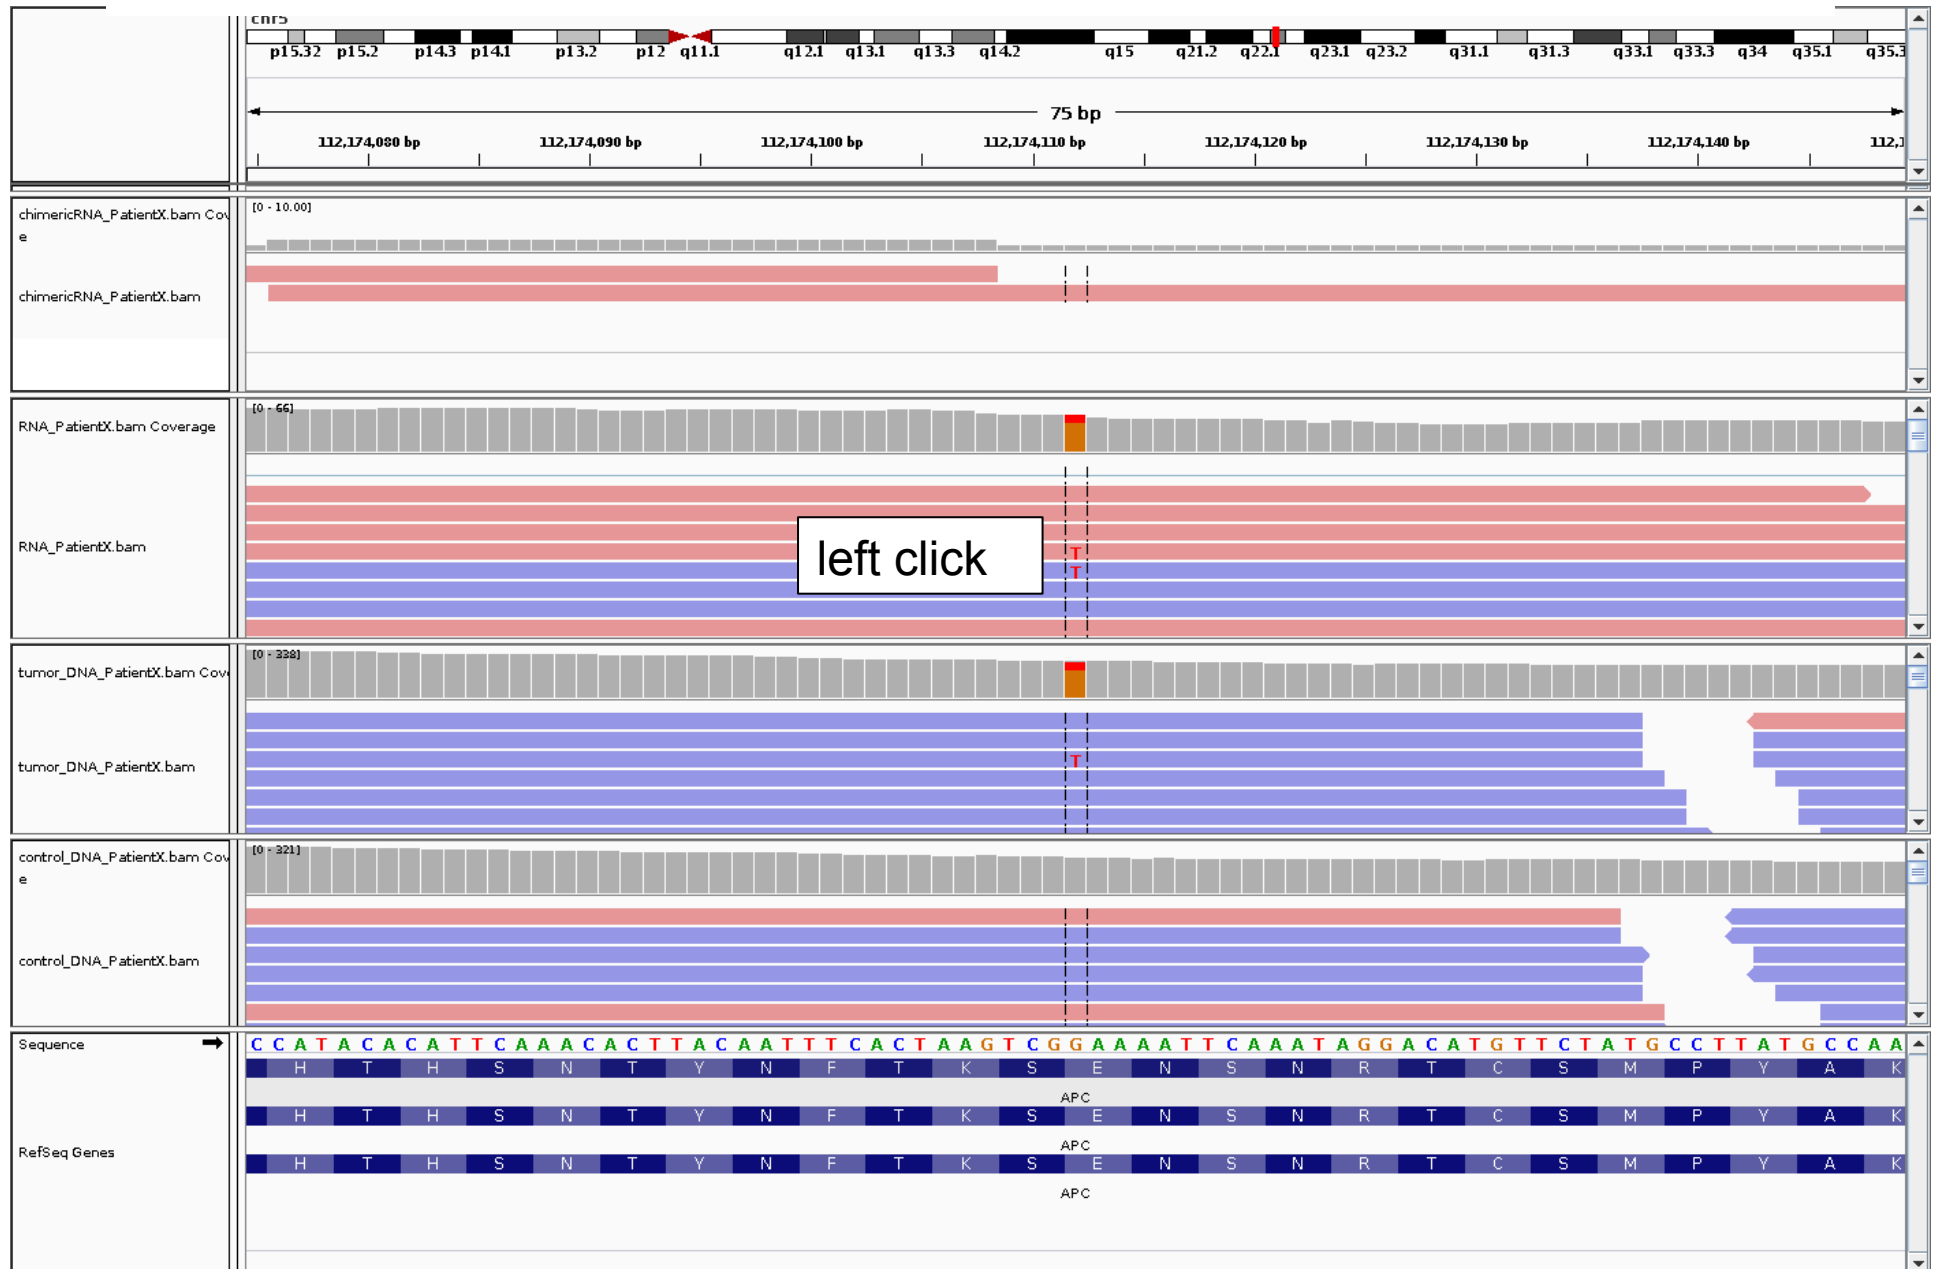 chr5
p15.32 p15.2 p14.3 p14.1 p13.2 p12 q11.1 q12.1 q13.1 q13.3 q14.2 q15 q21.2 q22.1 q23.1 q23.2 q31.1 q31.3 q33.1 q33.3 q34 q35.1 q35.3
75 bp
112,174,080 bp 112,174,090 bp 112,174,100 bp 112,174,110 bp 112,174,120 bp 112,174,130 bp 112,174,140 bp 112,1
chimericRNA_PatientX.bam Cov
e
[0 - 10.00]
chimericRNA_PatientX.bam
[0 - 66]
RNA_PatientX.bam Coverage
RNA_PatientX.bam
T
T
left click
[0 - 338]
tumor_DNA_PatientX.bam Cov
tumor_DNA_PatientX.bam
T
control_DNA_PatientX.bam Cov
e
[0 - 321]
control_DNA_PatientX.bam
Sequence
C C A T A C A C A T T C A A A C A C T T A C A A T T T C A C T A A G T C G G A A A A T T C A A A T A G G A C A T G T T C T A T G C C T T A T G C C A A
H T H S N T Y N F T K S E N S N R T C S M P Y A K
APC
H T H S N T Y N F T K S E N S N R T C S M P Y A K
APC
RefSeq Genes
H T H S N T Y N F T K S E N S N R T C S M P Y A K
APC